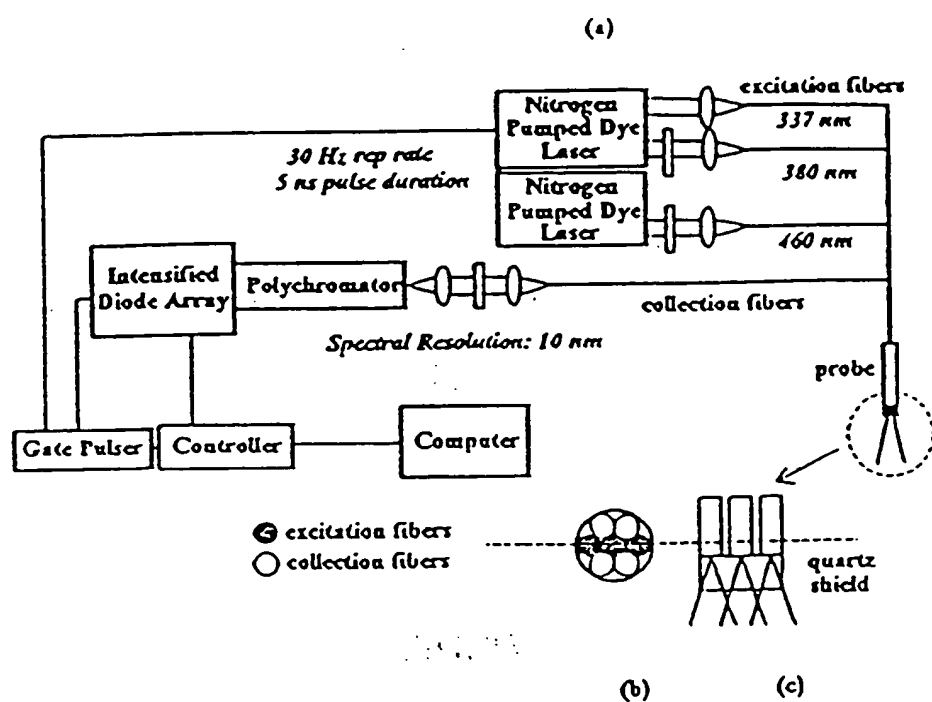 (a)
excitation fibers
Nitrogen
Pumped Dye
Laser
337 nm
380 nm
30 Hz rep rate
5 ns pulse duration
Nitrogen
Pumped Dye
Laser
460 nm
Intensified
Diode Array
Polychromator
collection fibers
Spectral Resolution: 10 nm
probe
Gate Pulser
Controller
Computer
excitation fibers
collection fibers
quartz
shield
(b)
(c)